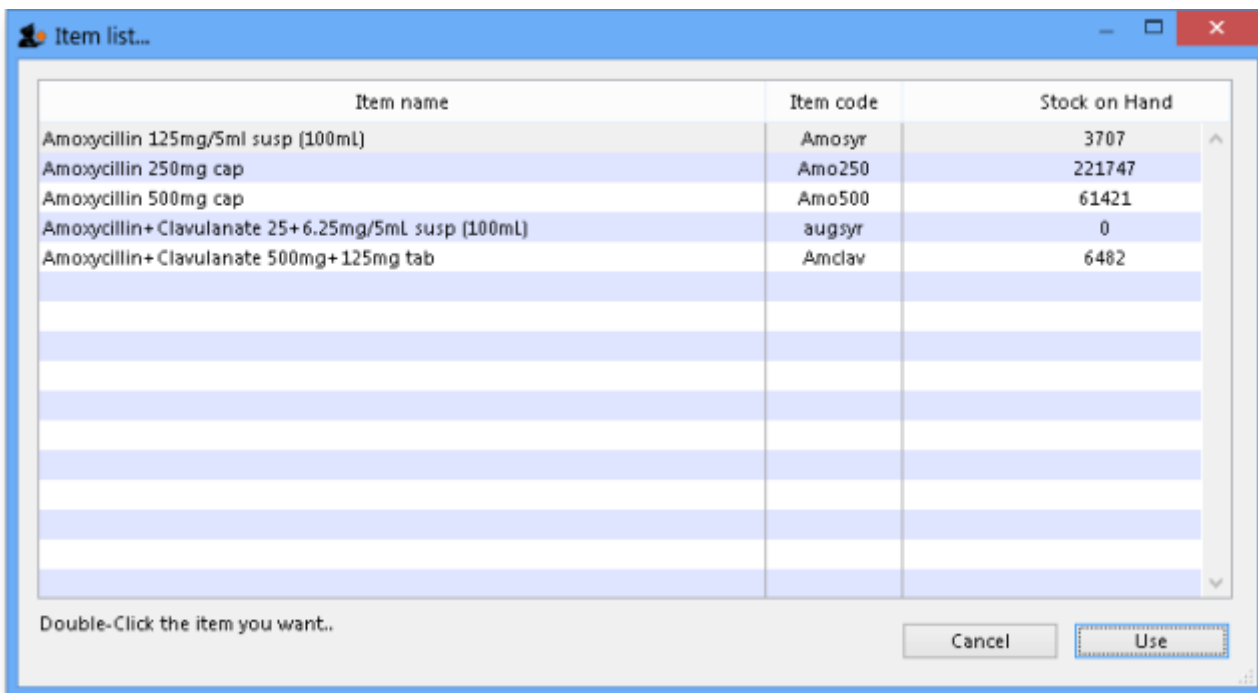 Item list...
Item name Item code Stock on Hand
Amoxycillin 125mg/5ml susp (100mL) Amosyr 3707
Amoxycillin 250mg cap Amo250 221747
Amoxycillin 500mg cap Amo500 61421
Amoxycillin+Clavulanate 25+6.25mg/5mL susp (100mL) augsyr 0
Amoxycillin+Clavulanate 500mg+125mg tab Amclav 6482
Double-Click the item you want..
Cancel Use